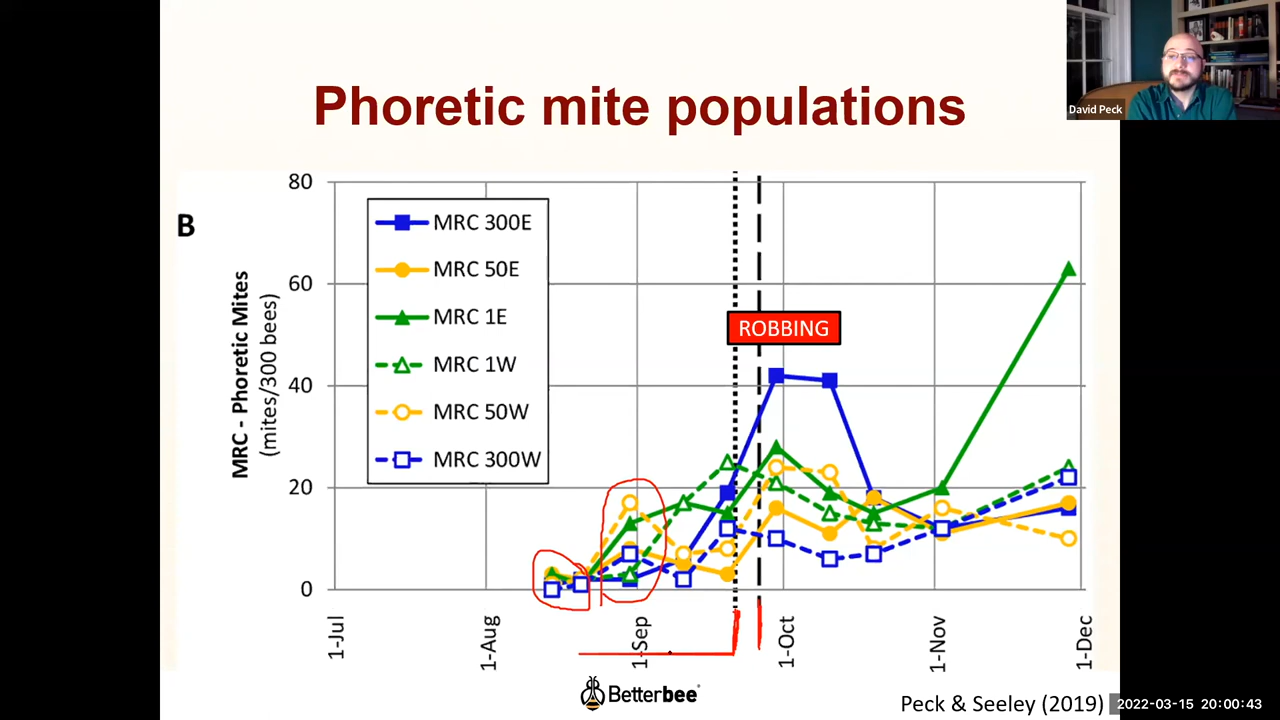 David Peck
Phoretic mite populations
B
MRC - Phoretic Mites
(mites/300 bees)
80
60
40
20
0
MRC 300E
MRC 50E
MRC 1E
MRC 1W
MRC 50W
MRC 300W
ROBBING
1-Jul
1-Aug
1-Sep
1-Oct
1-Nov
1-Dec
Betterbee®
Peck & Seeley (2019)
2022-03-15 20:00:43